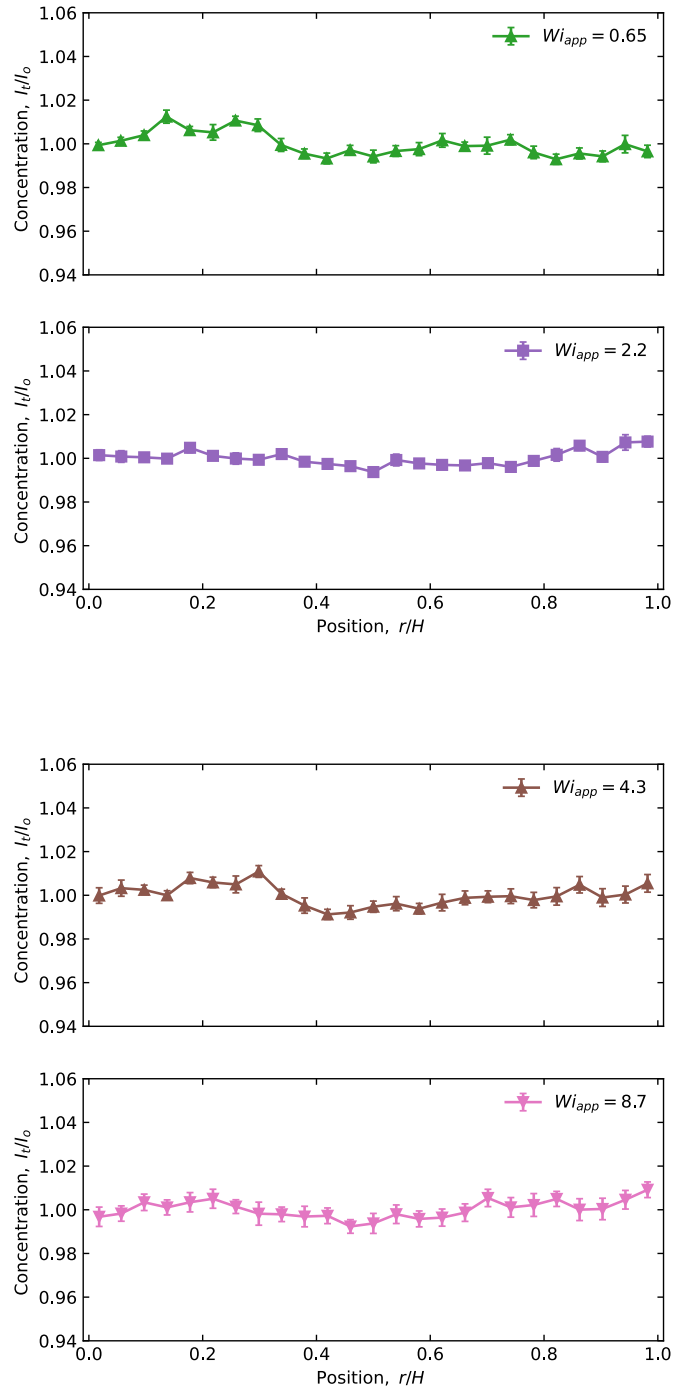 1.06
Wi_app = 0.65
1.04
1.02
1.00
0.98
0.96
0.94
Concentration, I_t/I_o
1.06
Wi_app = 2.2
1.04
1.02
1.00
0.98
0.96
0.94
Concentration, I_t/I_o
0.0 0.2 0.4 0.6 0.8 1.0
Position, r/H
1.06
Wi_app = 4.3
1.04
1.02
1.00
0.98
0.96
0.94
Concentration, I_t/I_o
1.06
Wi_app = 8.7
1.04
1.02
1.00
0.98
0.96
0.94
Concentration, I_t/I_o
0.0 0.2 0.4 0.6 0.8 1.0
Position, r/H